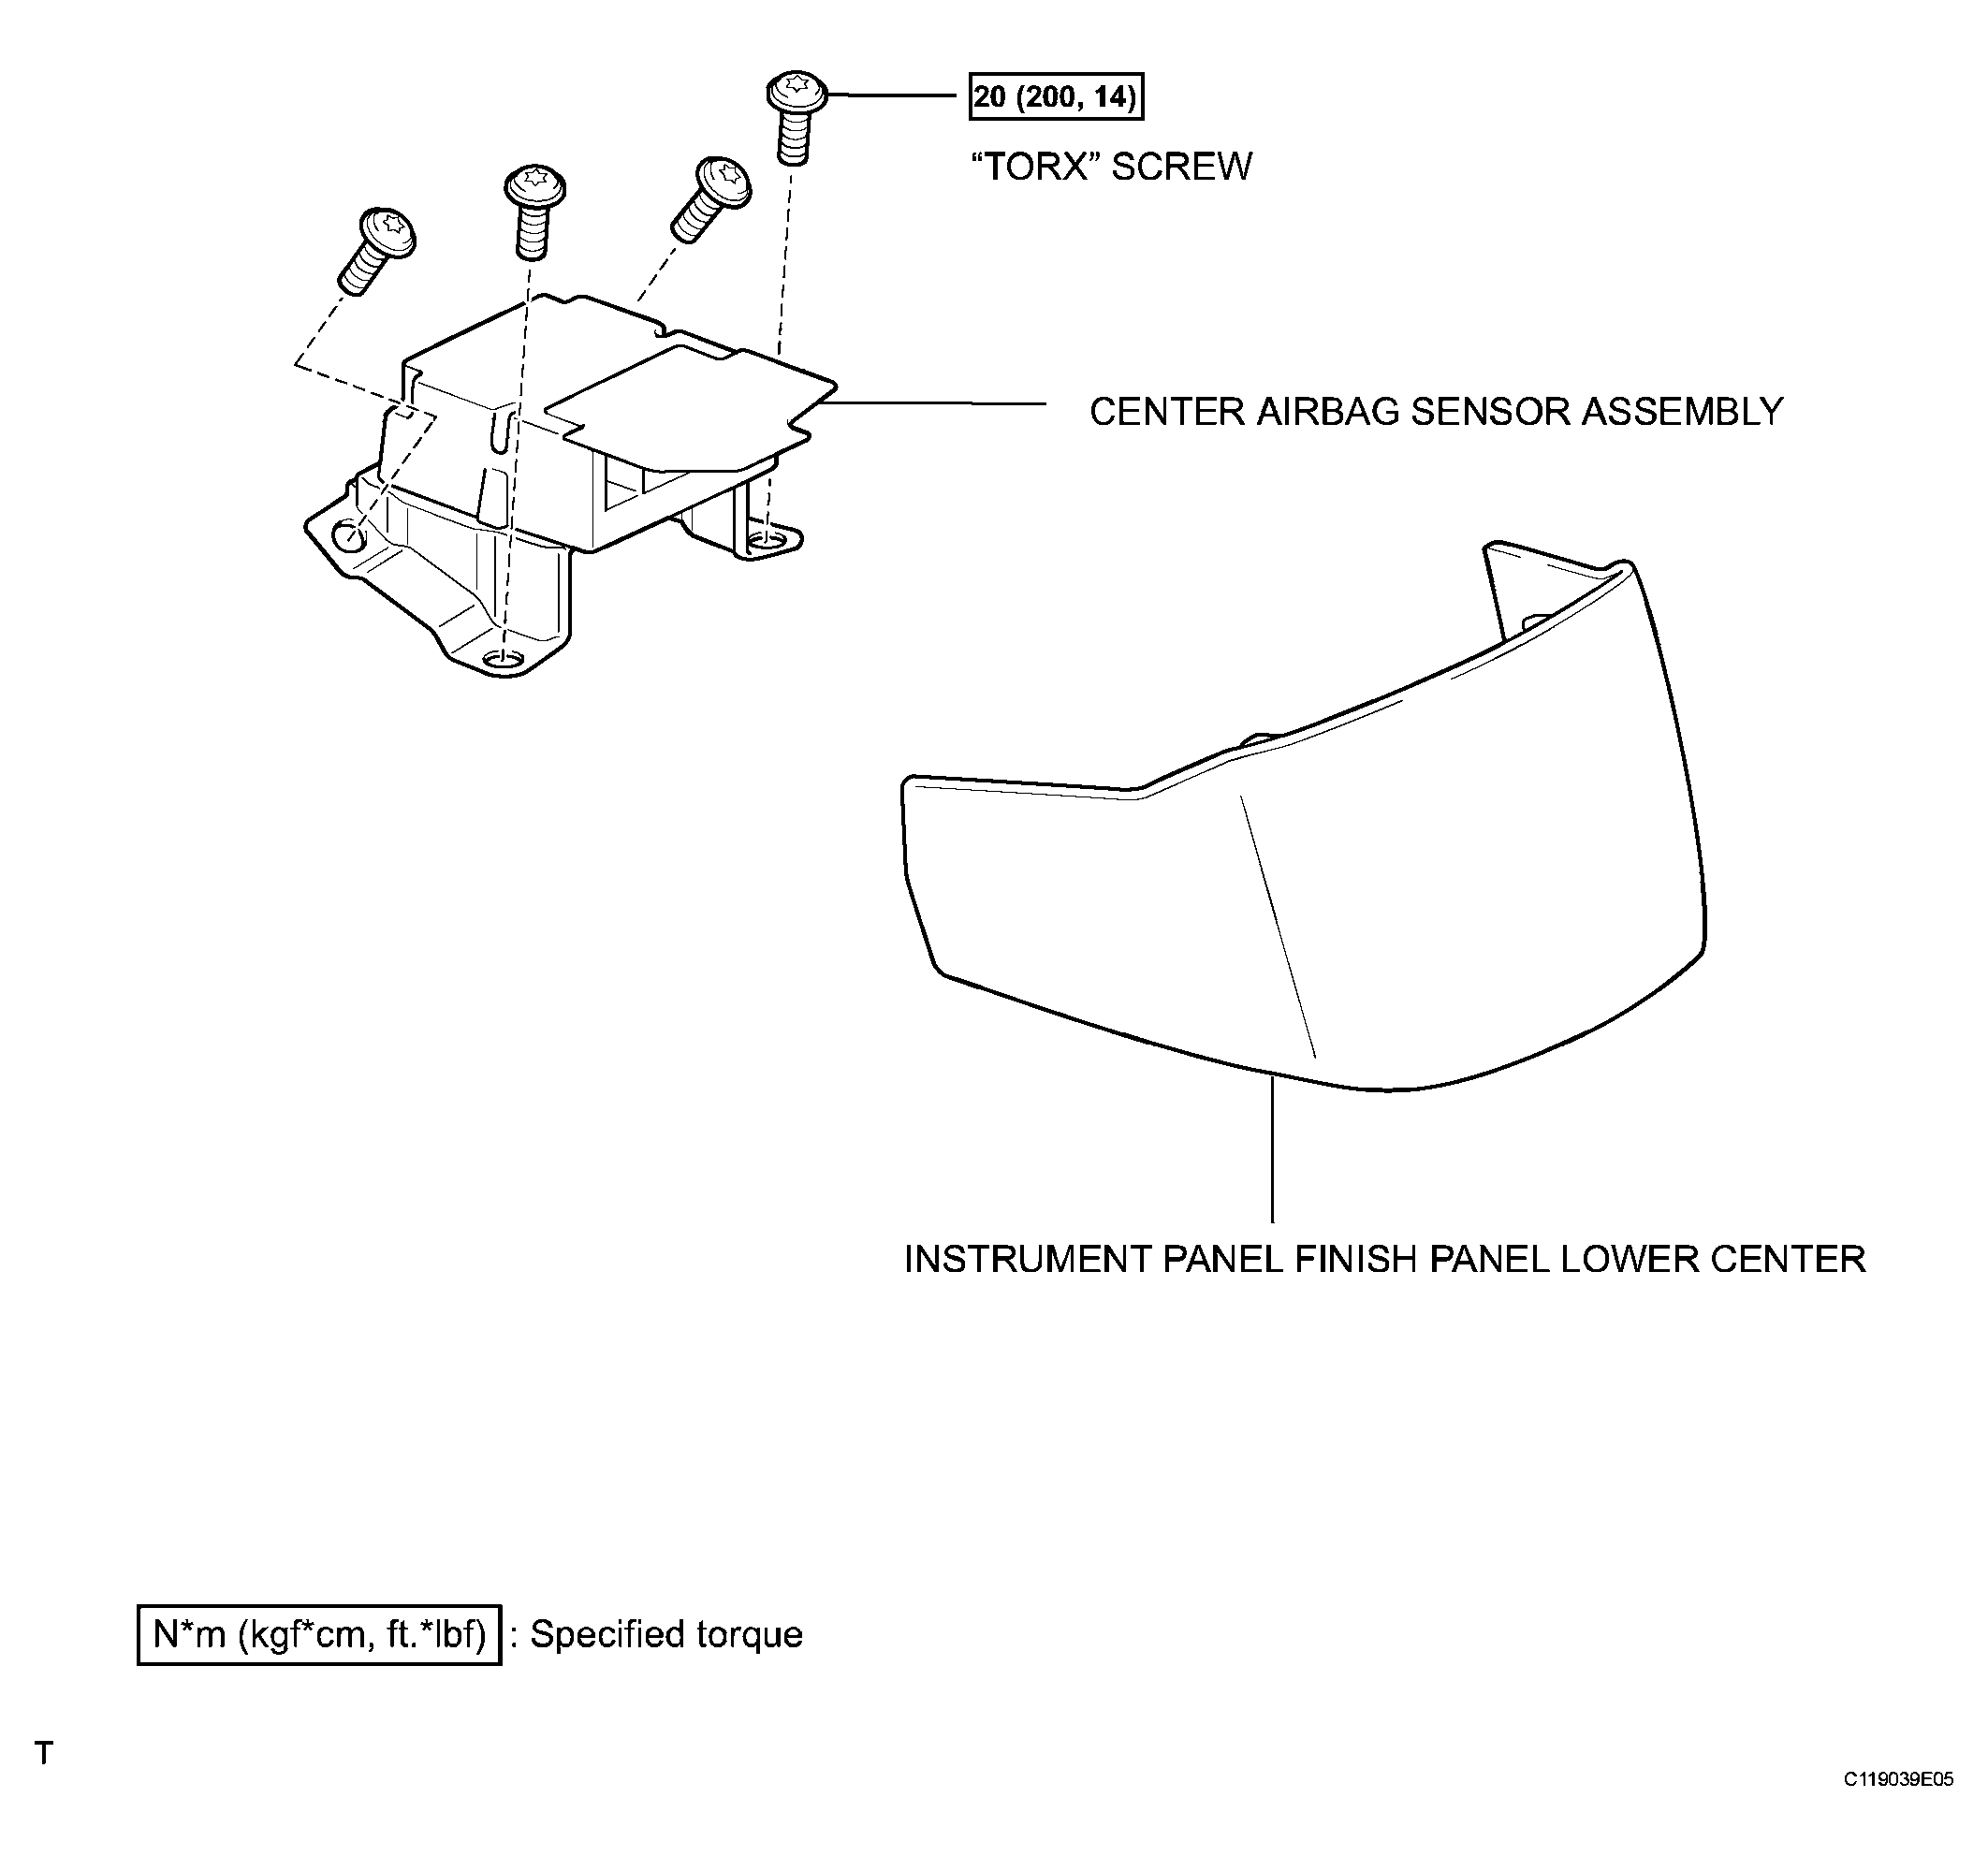 20 (200, 14)
“TORX” SCREW
CENTER AIRBAG SENSOR ASSEMBLY
INSTRUMENT PANEL FINISH PANEL LOWER CENTER
N*m (kgf*cm, ft.*lbf) : Specified torque
T
C119039E05